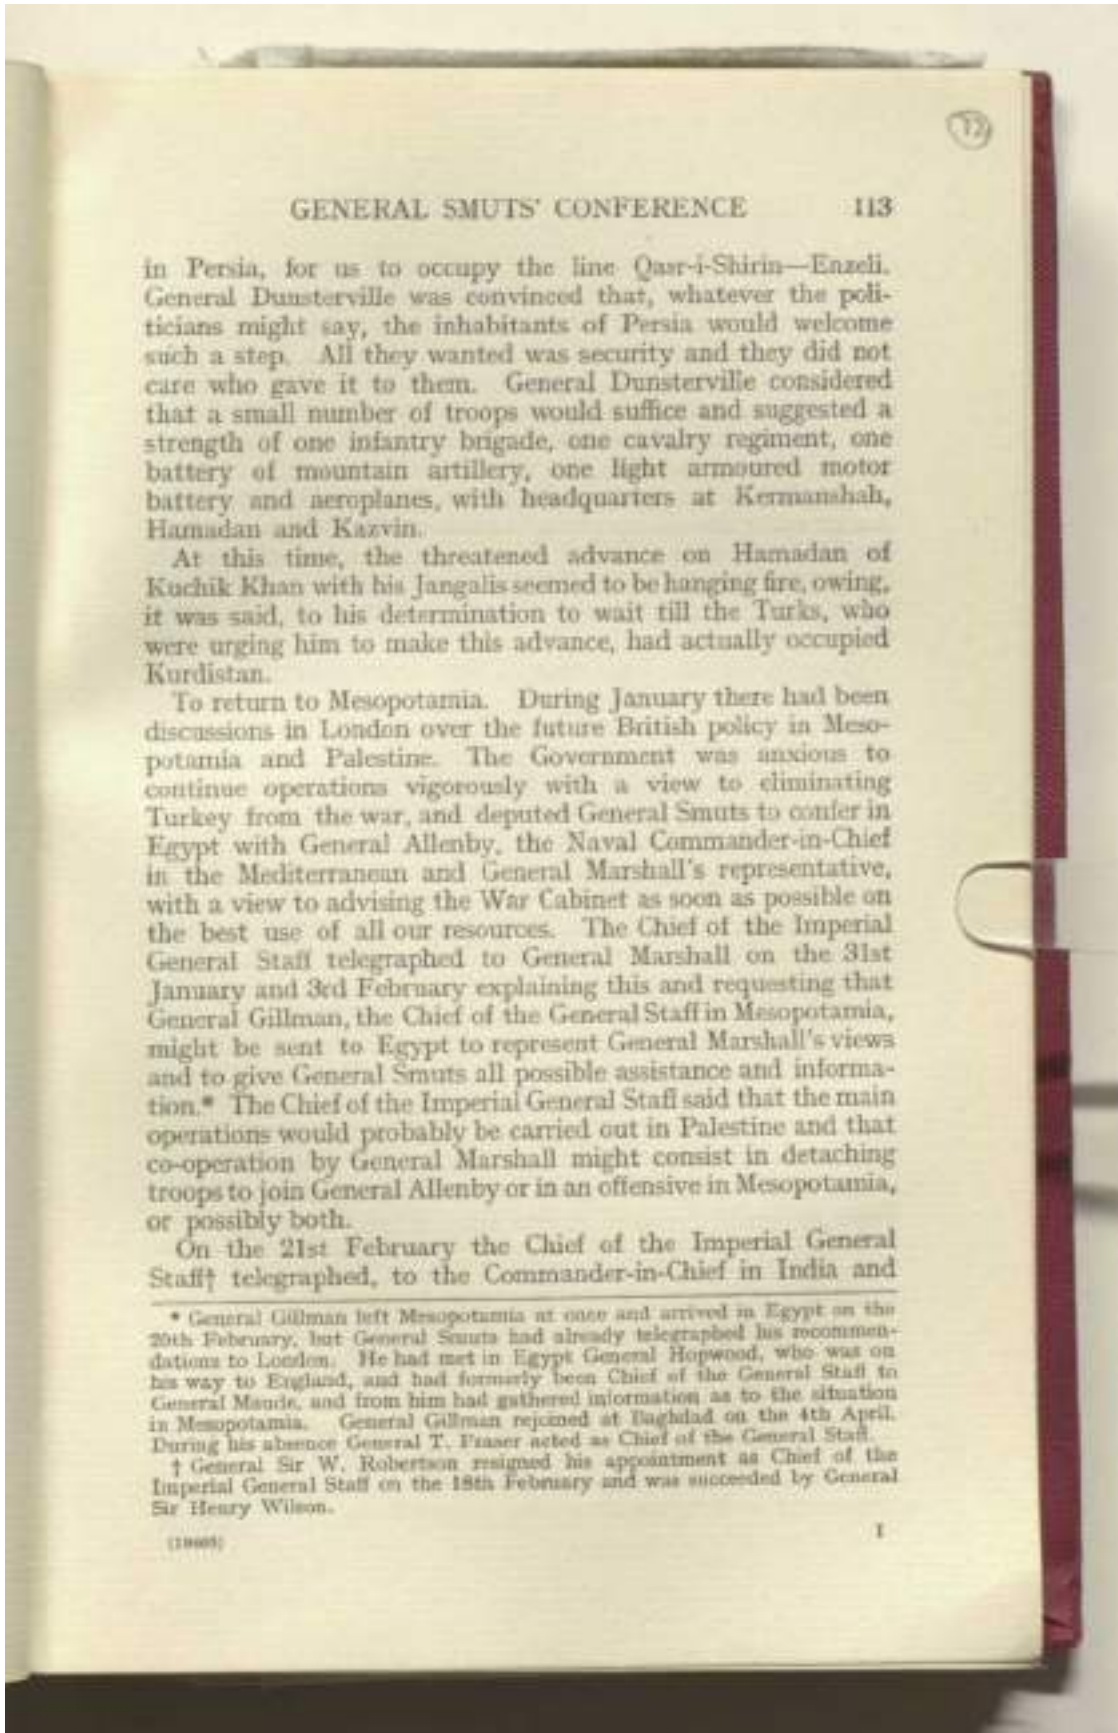 GENERAL SMUTS' CONFERENCE 113
in Persia, for us to occupy the line Qasr-i-Shirin—Enzeli.
General Dunsterville was convinced that, whatever the poli-
ticians might say, the inhabitants of Persia would welcome
such a step. All they wanted was security and they did not
care who gave it to them. General Dunsterville considered
that a small number of troops would suffice and suggested a
strength of one infantry brigade, one cavalry regiment, one
battery of mountain artillery, one light armoured motor
battery and aeroplanes, with headquarters at Kermanshah,
Hamadan and Kazvin.
At this time, the threatened advance on Hamadan of
Kuchik Khan with his Jangalis seemed to be hanging fire, owing,
it was said, to his determination to wait till the Turks, who
were urging him to make this advance, had actually occupied
Kurdistan.
To return to Mesopotamia. During January there had been
discussions in London over the future British policy in Meso-
potamia and Palestine. The Government was anxious to
continue operations vigorously with a view to eliminating
Turkey from the war, and deputed General Smuts to confer in
Egypt with General Allenby, the Naval Commander-in-Chief
in the Mediterranean and General Marshall's representative,
with a view to advising the War Cabinet as soon as possible on
the best use of all our resources. The Chief of the Imperial
General Staff telegraphed to General Marshall on the 31st
January and 3rd February explaining this and requesting that
General Gillman, the Chief of the General Staff in Mesopotamia,
might be sent to Egypt to represent General Marshall's views
and to give General Smuts all possible assistance and informa-
tion.* The Chief of the Imperial General Staff said that the main
operations would probably be carried out in Palestine and that
co-operation by General Marshall might consist in detaching
troops to join General Allenby or in an offensive in Mesopotamia,
or possibly both.
On the 21st February the Chief of the Imperial General
Staff† telegraphed, to the Commander-in-Chief in India and
* General Gillman left Mesopotamia at once and arrived in Egypt on the
20th February, but General Smuts had already telegraphed his recommen-
dations to London. He had met in Egypt General Hopwood, who was on
his way to England, and had formerly been Chief of the General Staff to
General Maude, and from him had gathered information as to the situation
in Mesopotamia. General Gillman rejoined at Baghdad on the 4th April.
During his absence General T. Fraser acted as Chief of the General Staff.
† General Sir W. Robertson resigned his appointment as Chief of the
Imperial General Staff on the 18th February and was succeeded by General
Sir Henry Wilson.
I